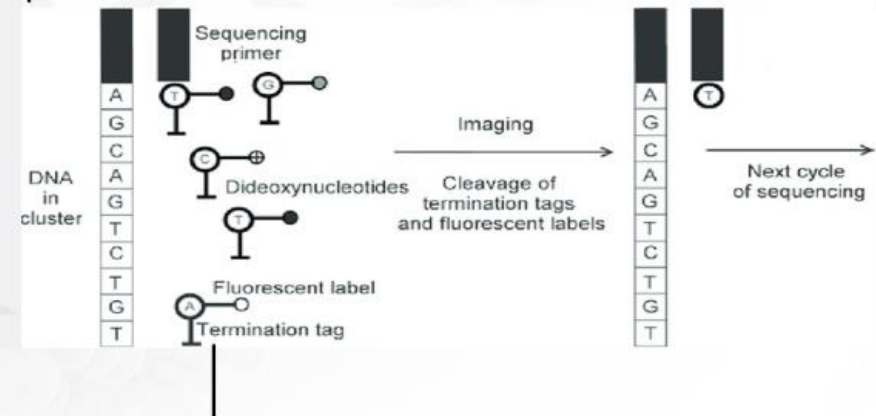 Sequencing
primer
T
G
A
G
C
A
G
T
C
T
G
T
DNA
in
cluster
C
Dideoxynucleotides
T
Fluorescent label
A
Termination tag
Imaging
Cleavage of
termination tags
and fluorescent labels
A
G
C
A
G
T
C
T
G
T
T
Next cycle
of sequencing